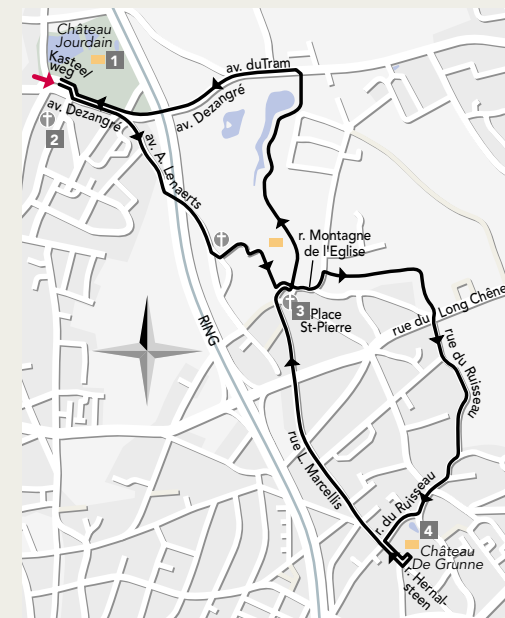 Château
Jourdain
1
Kasteel
weg
av. duTram
av. Dezangré
av. Dezangré
2
av. A. Lenaerts
r. Montagne
de l'Eglise
3
Place
St-Pierre
RING
rue du Long Chêne
rue du Ruisseau
rue L. Marcellis
r. du Ruisseau
4
Château
De Grunne
r. Hernal-
steen